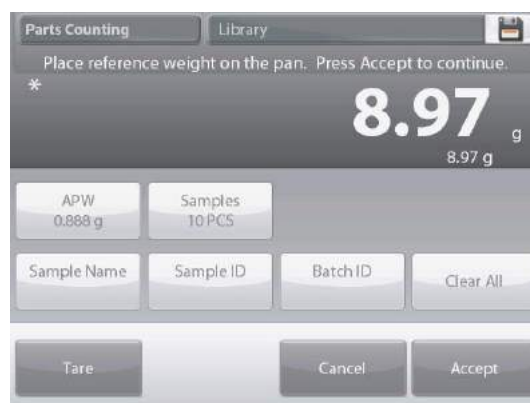 Parts Counting Library
Place reference weight on the pan. Press Accept to continue.
*
8.97 g
8.97 g
APW Samples
0.888 g 10 PCS
Sample Name Sample ID Batch ID Clear All
Tare Cancel Accept